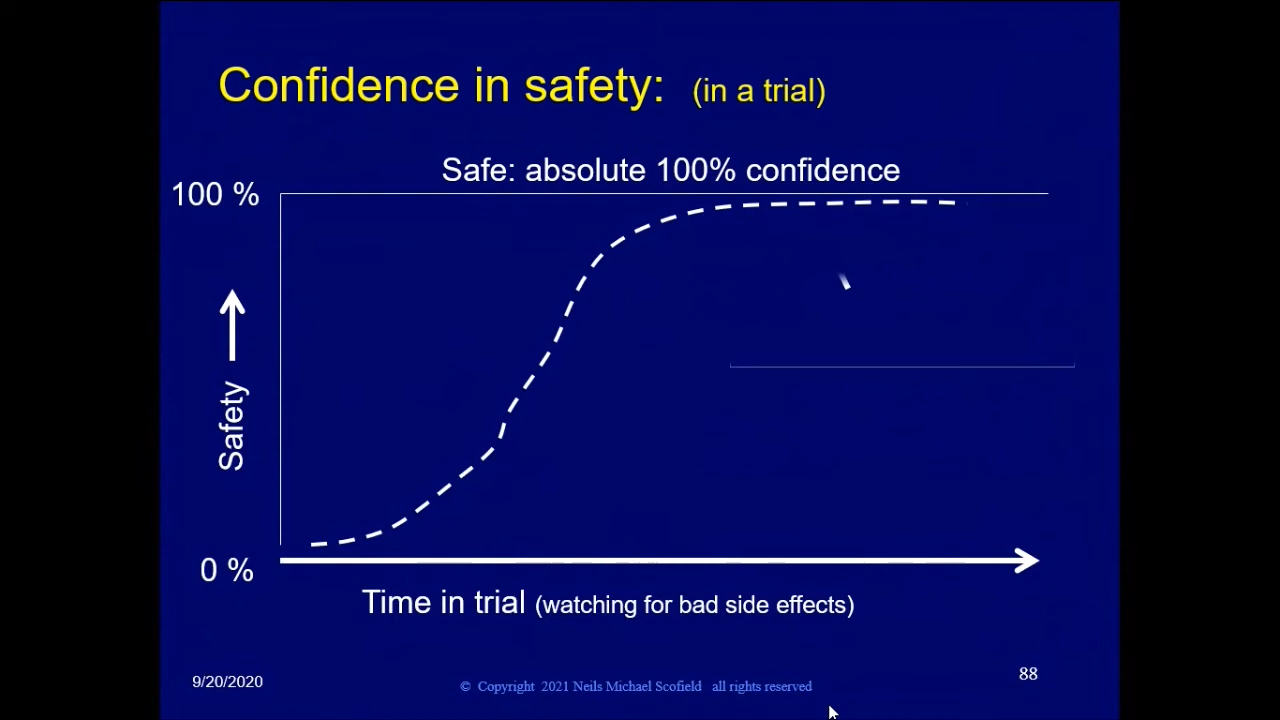 Confidence in safety: (in a trial)
Safe: absolute 100% confidence
100 %
Safety
0 %
Time in trial (watching for bad side effects)
9/20/2020
© Copyright 2021 Neils Michael Scofield all rights reserved
88